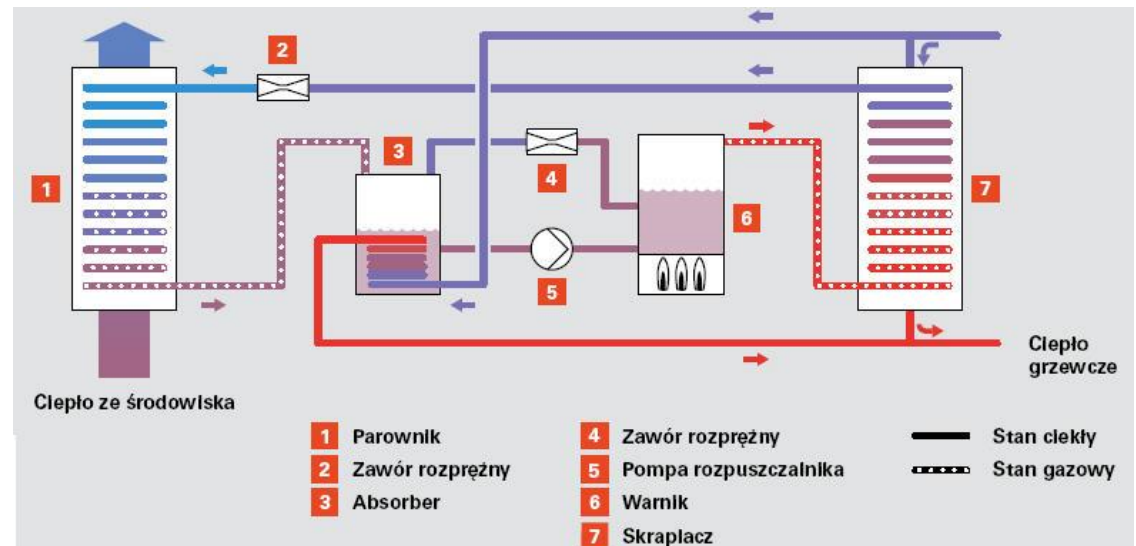 2
3
4
1
6
7
5
Ciepło
grzewcze
Ciepło ze środowiska
1 Parownik
2 Zawór rozprężny
3 Absorber
4 Zawór rozprężny
5 Pompa rozpuszczalnika
6 Warnik
7 Skraplacz
Stan ciekły
Stan gazowy